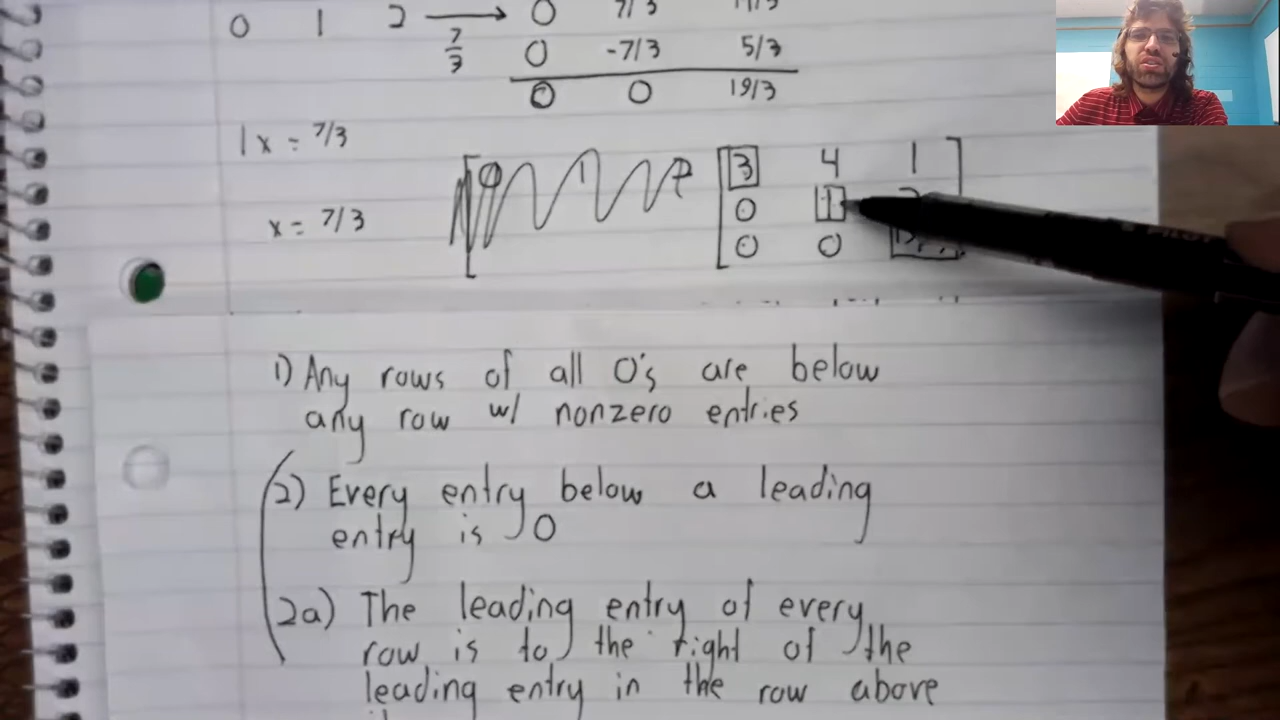 0 7/3
0 1 2 → 0 -7/3 5/3
7/3
0 0 19/3
1x = 7/3
3 4 1
x = 7/3
0 1
0 0
1) Any rows of all 0's are below
any row w/ nonzero entries
2) Every entry below a leading
entry is 0
2a) The leading entry of every
row is to the right of the
leading entry in the row above